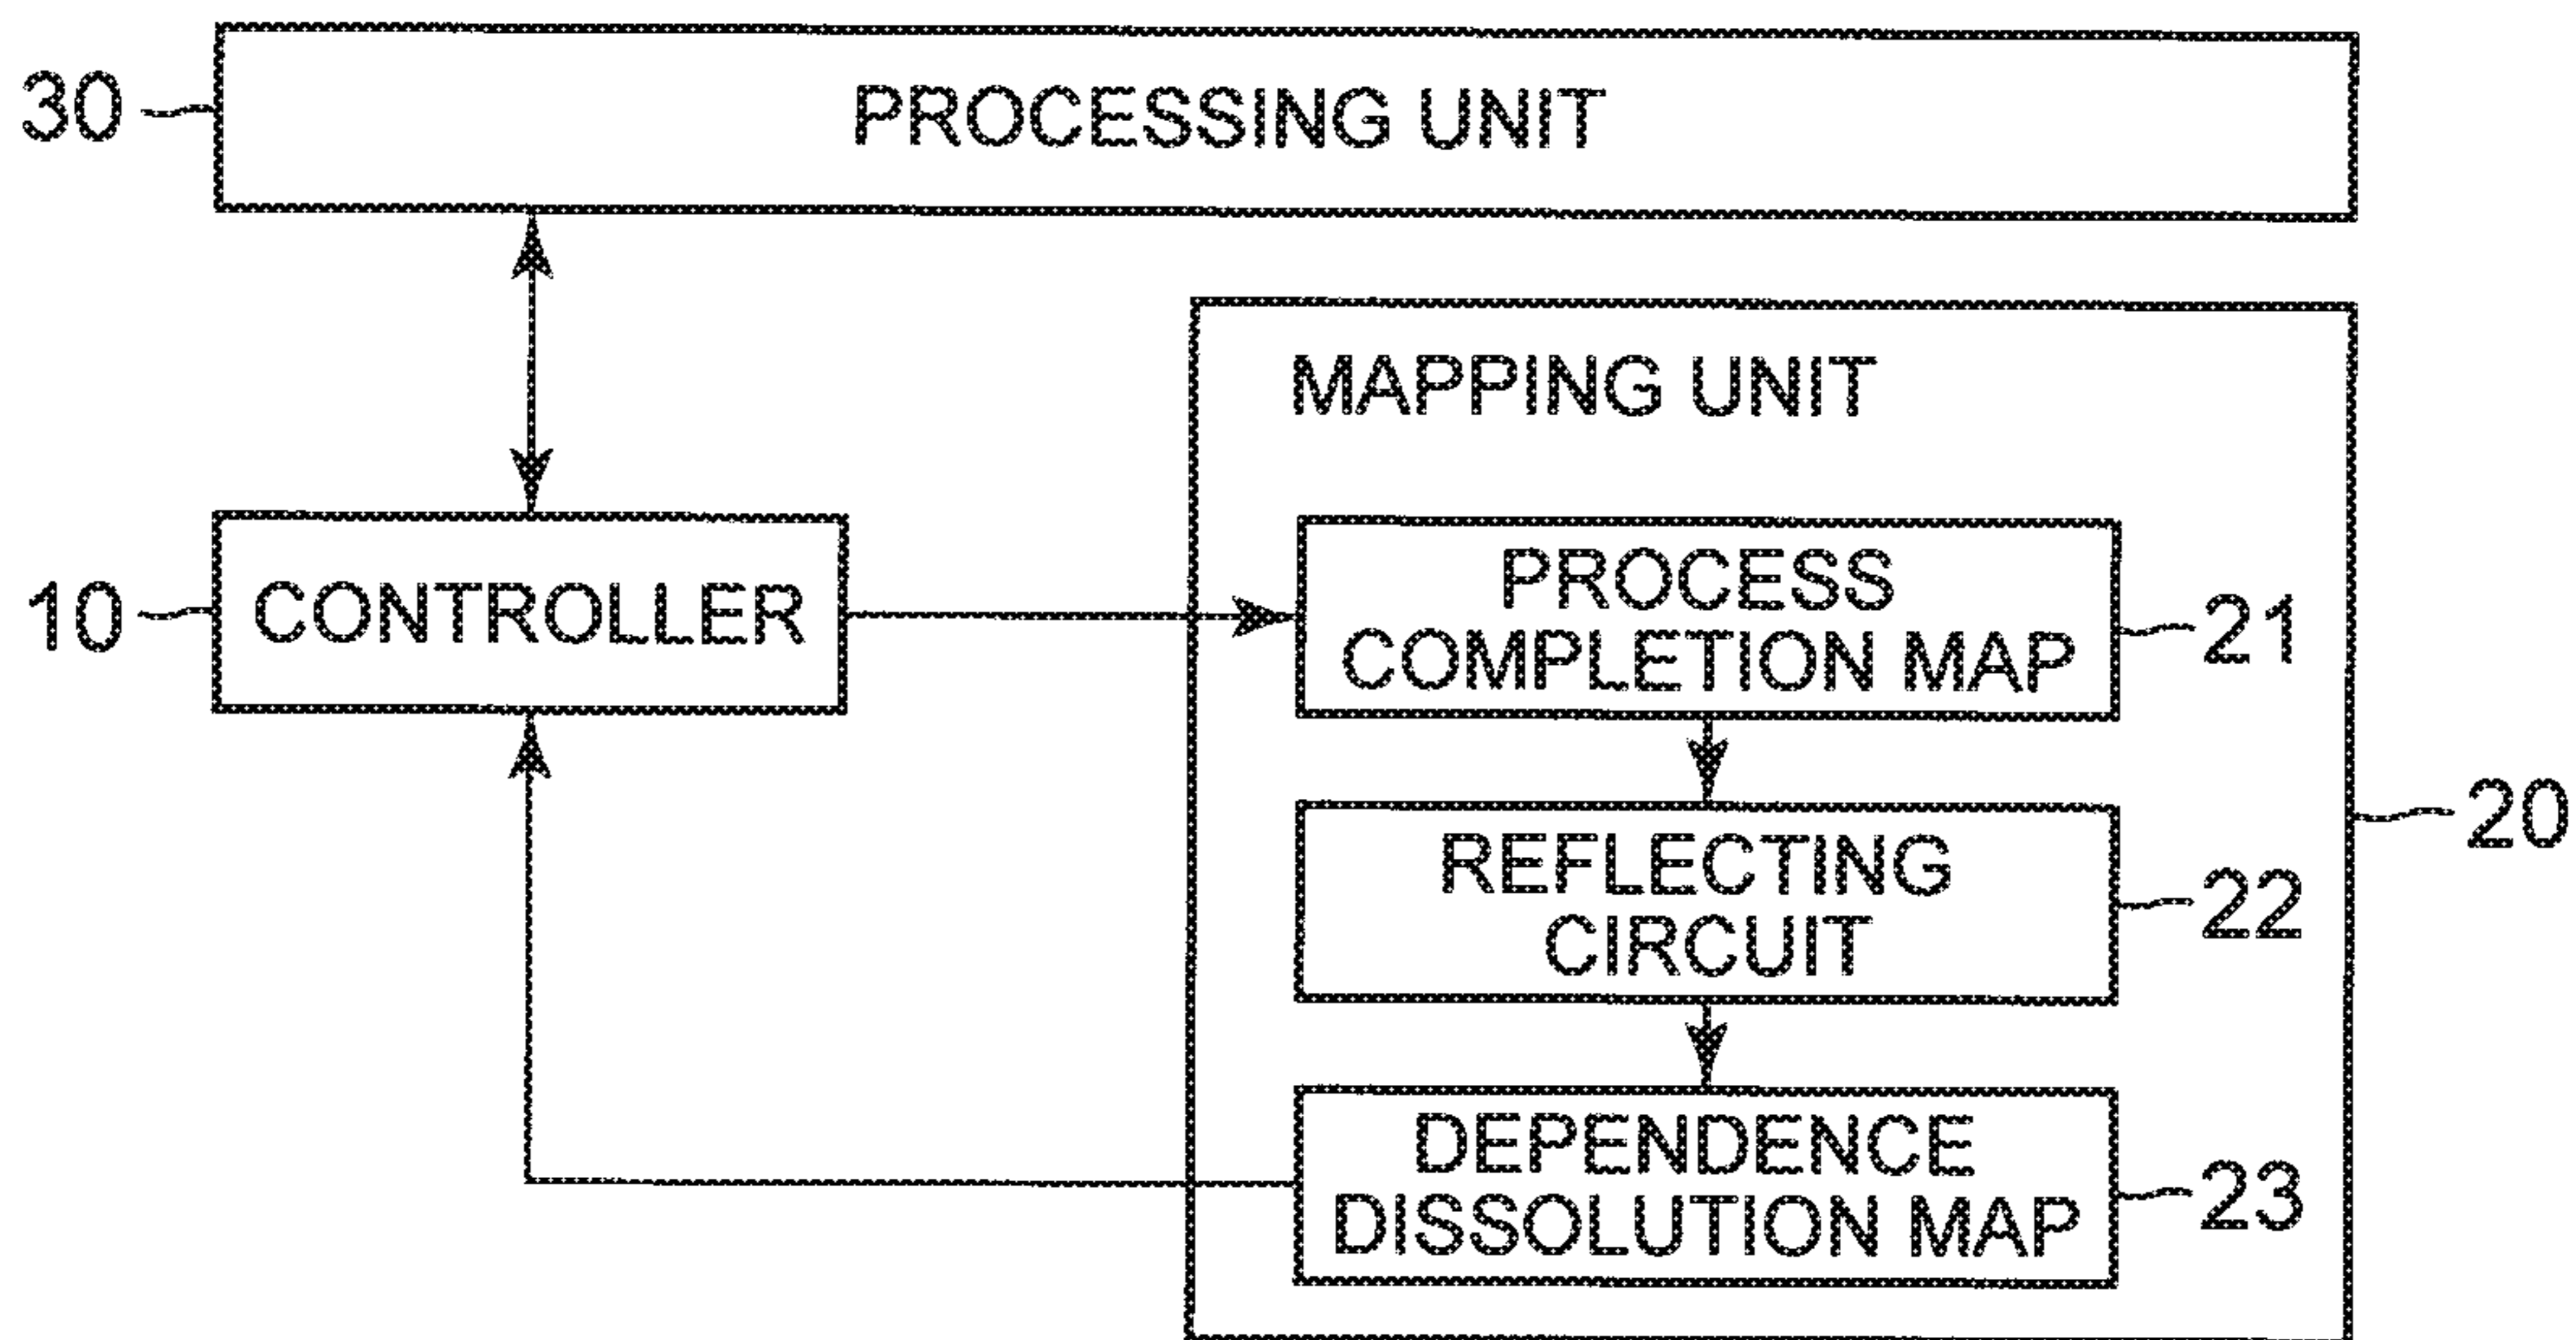 30
PROCESSING UNIT
MAPPING UNIT
10
CONTROLLER
PROCESS
COMPLETION MAP
21
20
REFLECTING
CIRCUIT
22
DEPENDENCE
DISSOLUTION MAP
23